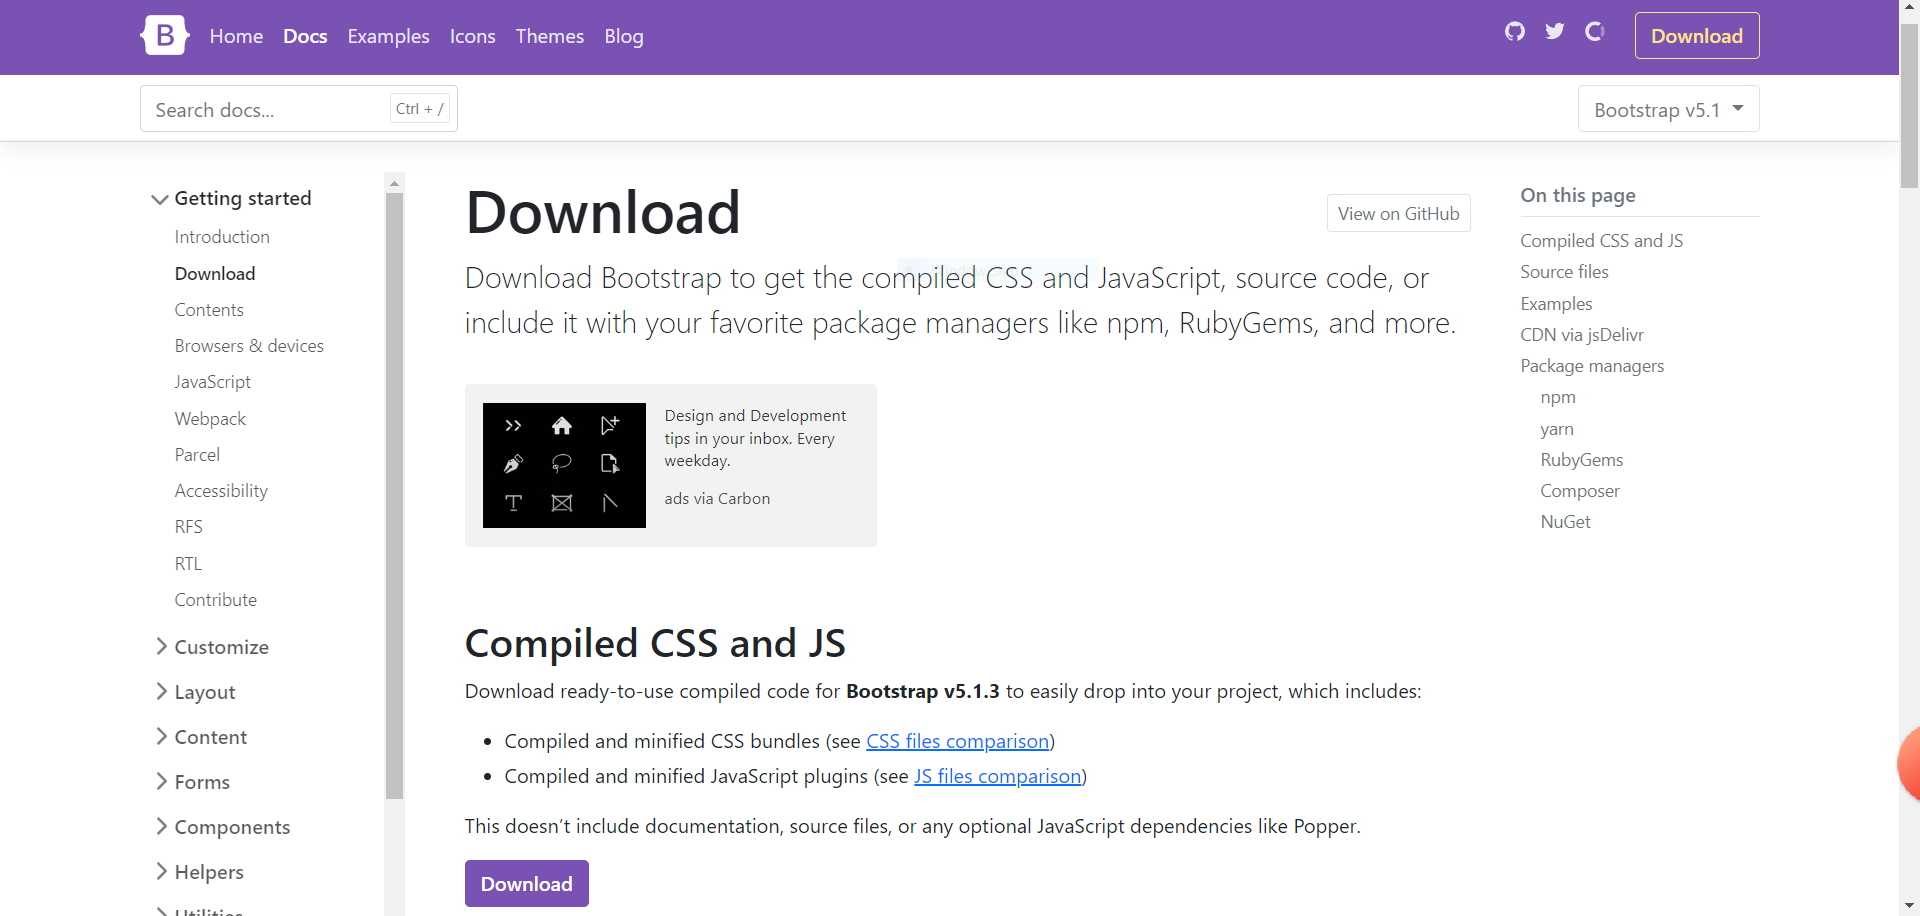 B Home Docs Examples Icons Themes Blog Download
Search docs... Ctrl + / Bootstrap v5.1
Getting started
Introduction
Download
Contents
Browsers & devices
JavaScript
Webpack
Parcel
Accessibility
RFS
RTL
Contribute
Customize
Layout
Content
Forms
Components
Helpers
Utilities
Download
View on GitHub
Download Bootstrap to get the compiled CSS and JavaScript, source code, or
include it with your favorite package managers like npm, RubyGems, and more.
Design and Development
tips in your inbox. Every
weekday.
ads via Carbon
Compiled CSS and JS
Download ready-to-use compiled code for Bootstrap v5.1.3 to easily drop into your project, which includes:
• Compiled and minified CSS bundles (see CSS files comparison)
• Compiled and minified JavaScript plugins (see JS files comparison)
This doesn’t include documentation, source files, or any optional JavaScript dependencies like Popper.
Download
On this page
Compiled CSS and JS
Source files
Examples
CDN via jsDelivr
Package managers
npm
yarn
RubyGems
Composer
NuGet